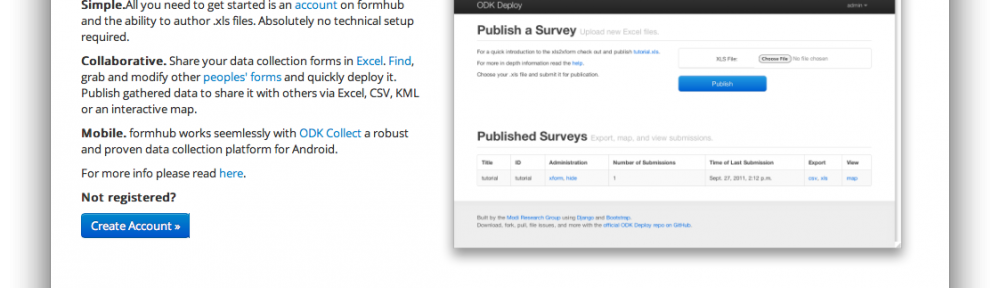 Simple.All you need to get started is an account on formhub
and the ability to author .xls files. Absolutely no technical setup
required.
Collaborative. Share your data collection forms in Excel. Find,
grab and modify other peoples' forms and quickly deploy it.
Publish gathered data to share it with others via Excel, CSV, KML
or an interactive map.
Mobile. formhub works seemlessly with ODK Collect a robust
and proven data collection platform for Android.
For more info please read here.
Not registered?
Create Account »
ODK Deploy admin
Publish a Survey Upload new Excel files.
For a quick introduction to the xls2xform check out and publish tutorial.xls.
For more in depth information read the help.
Choose your .xls file and submit it for publication.
XLS File: Choose File No file chosen
Publish
Published Surveys Export, map, and view submissions.
Title ID Administration Number of Submissions Time of Last Submission Export View
tutorial tutorial xform, hide 1 Sept. 27, 2011, 2:12 p.m. csv, xls map
Built by the Modi Research Group using Django and Bootstrap.
Download, fork, pull, file issues, and more with the official ODK Deploy repo on GitHub.